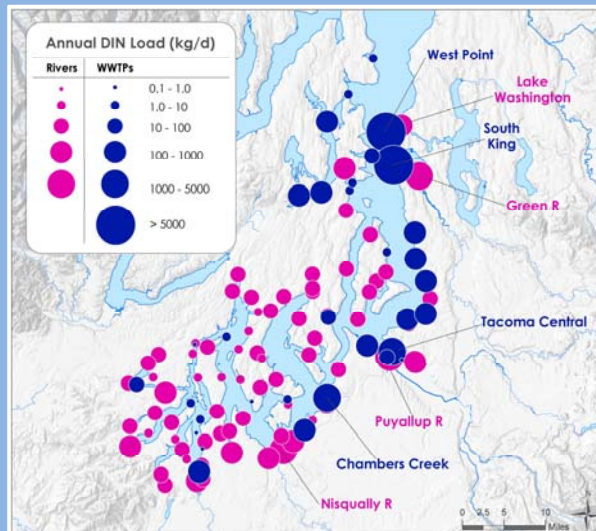 Annual DIN Load (kg/d)
Rivers WWTPs
0.1 - 1.0
1.0 - 10
10 - 100
100 - 1000
1000 - 5000
> 5000
West Point
Lake
Washington
South
King
Green R
Tacoma Central
Puyallup R
Chambers Creek
Nisqually R
0 2.5 5 10
Miles